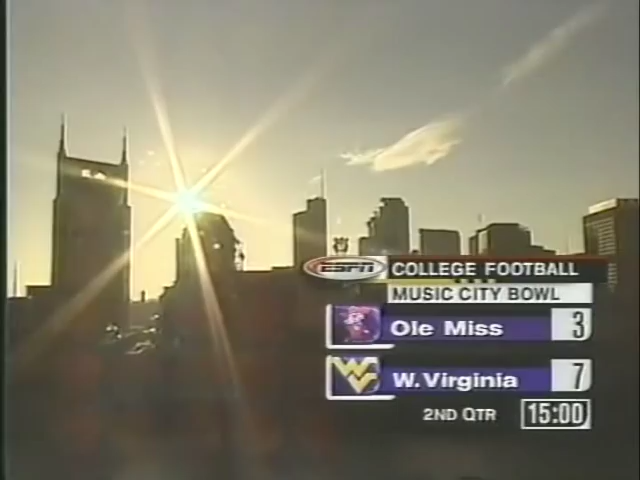 ESPN
COLLEGE FOOTBALL
MUSIC CITY BOWL
Ole Miss 3
W. Virginia 7
2ND QTR 15:00